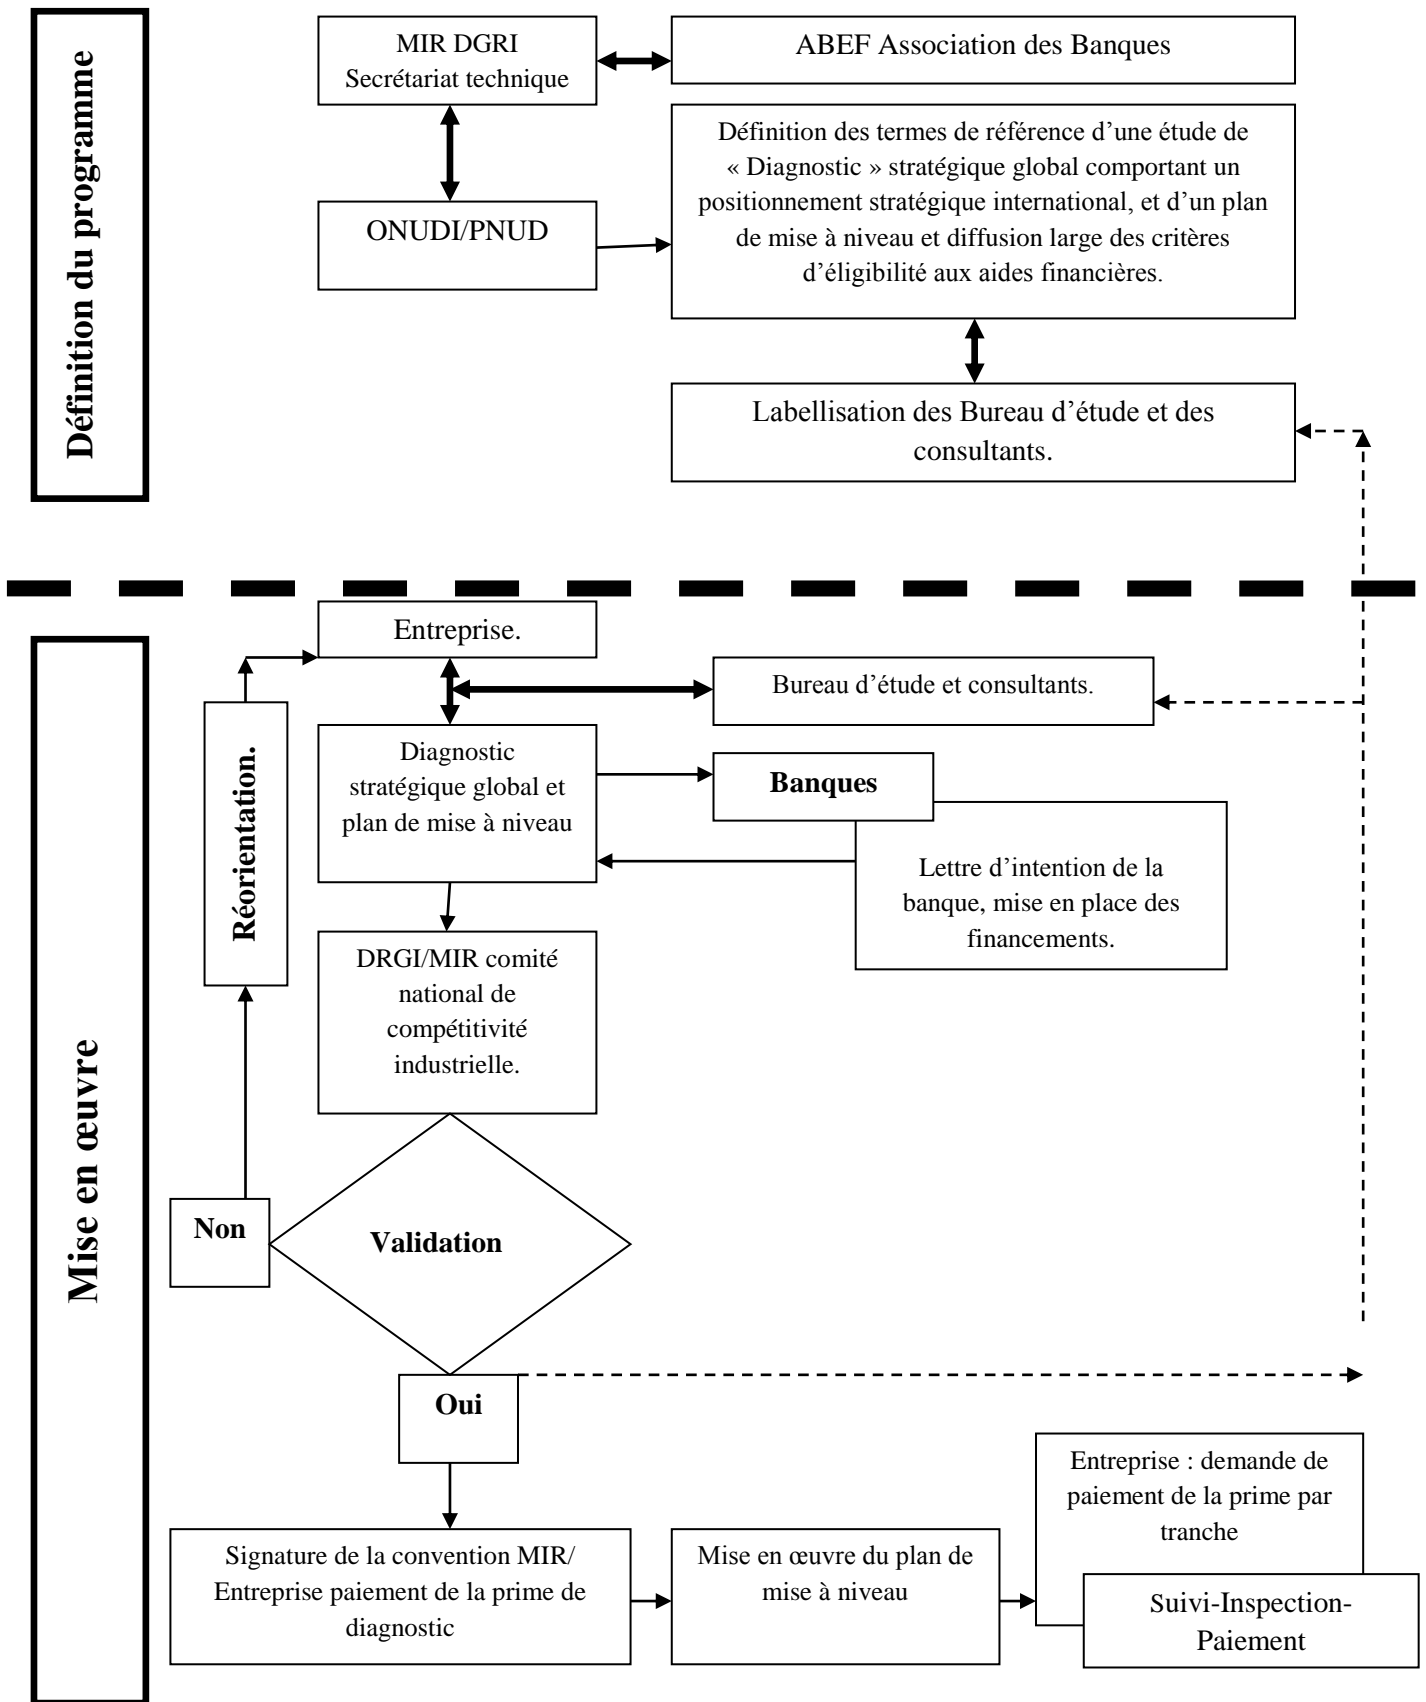 Définition du programme
MIR DGRI
Secrétariat technique
ABEF Association des Banques
Définition des termes de référence d’une étude de
« Diagnostic » stratégique global comportant un
positionnement stratégique international, et d’un plan
de mise à niveau et diffusion large des critères
d’éligibilité aux aides financières.
ONUDI/PNUD
Labellisation des Bureau d’étude et des
consultants.
Mise en œuvre
Entreprise.
Bureau d’étude et consultants.
Réorientation.
Diagnostic
stratégique global et
plan de mise à niveau
Banques
Lettre d’intention de la
banque, mise en place des
financements.
DRGI/MIR comité
national de
compétitivité
industrielle.
Non
Validation
Oui
Signature de la convention MIR/
Entreprise paiement de la prime de
diagnostic
Mise en œuvre du plan de
mise à niveau
Entreprise : demande de
paiement de la prime par
tranche
Suivi-Inspection-
Paiement